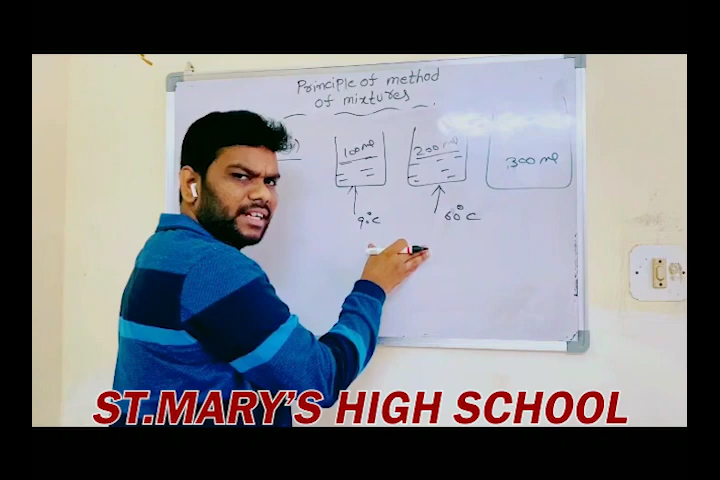 Principle of method
of mixtures
100 ml
200 ml
300 ml
90°C
60°C
ST.MARY'S HIGH SCHOOL